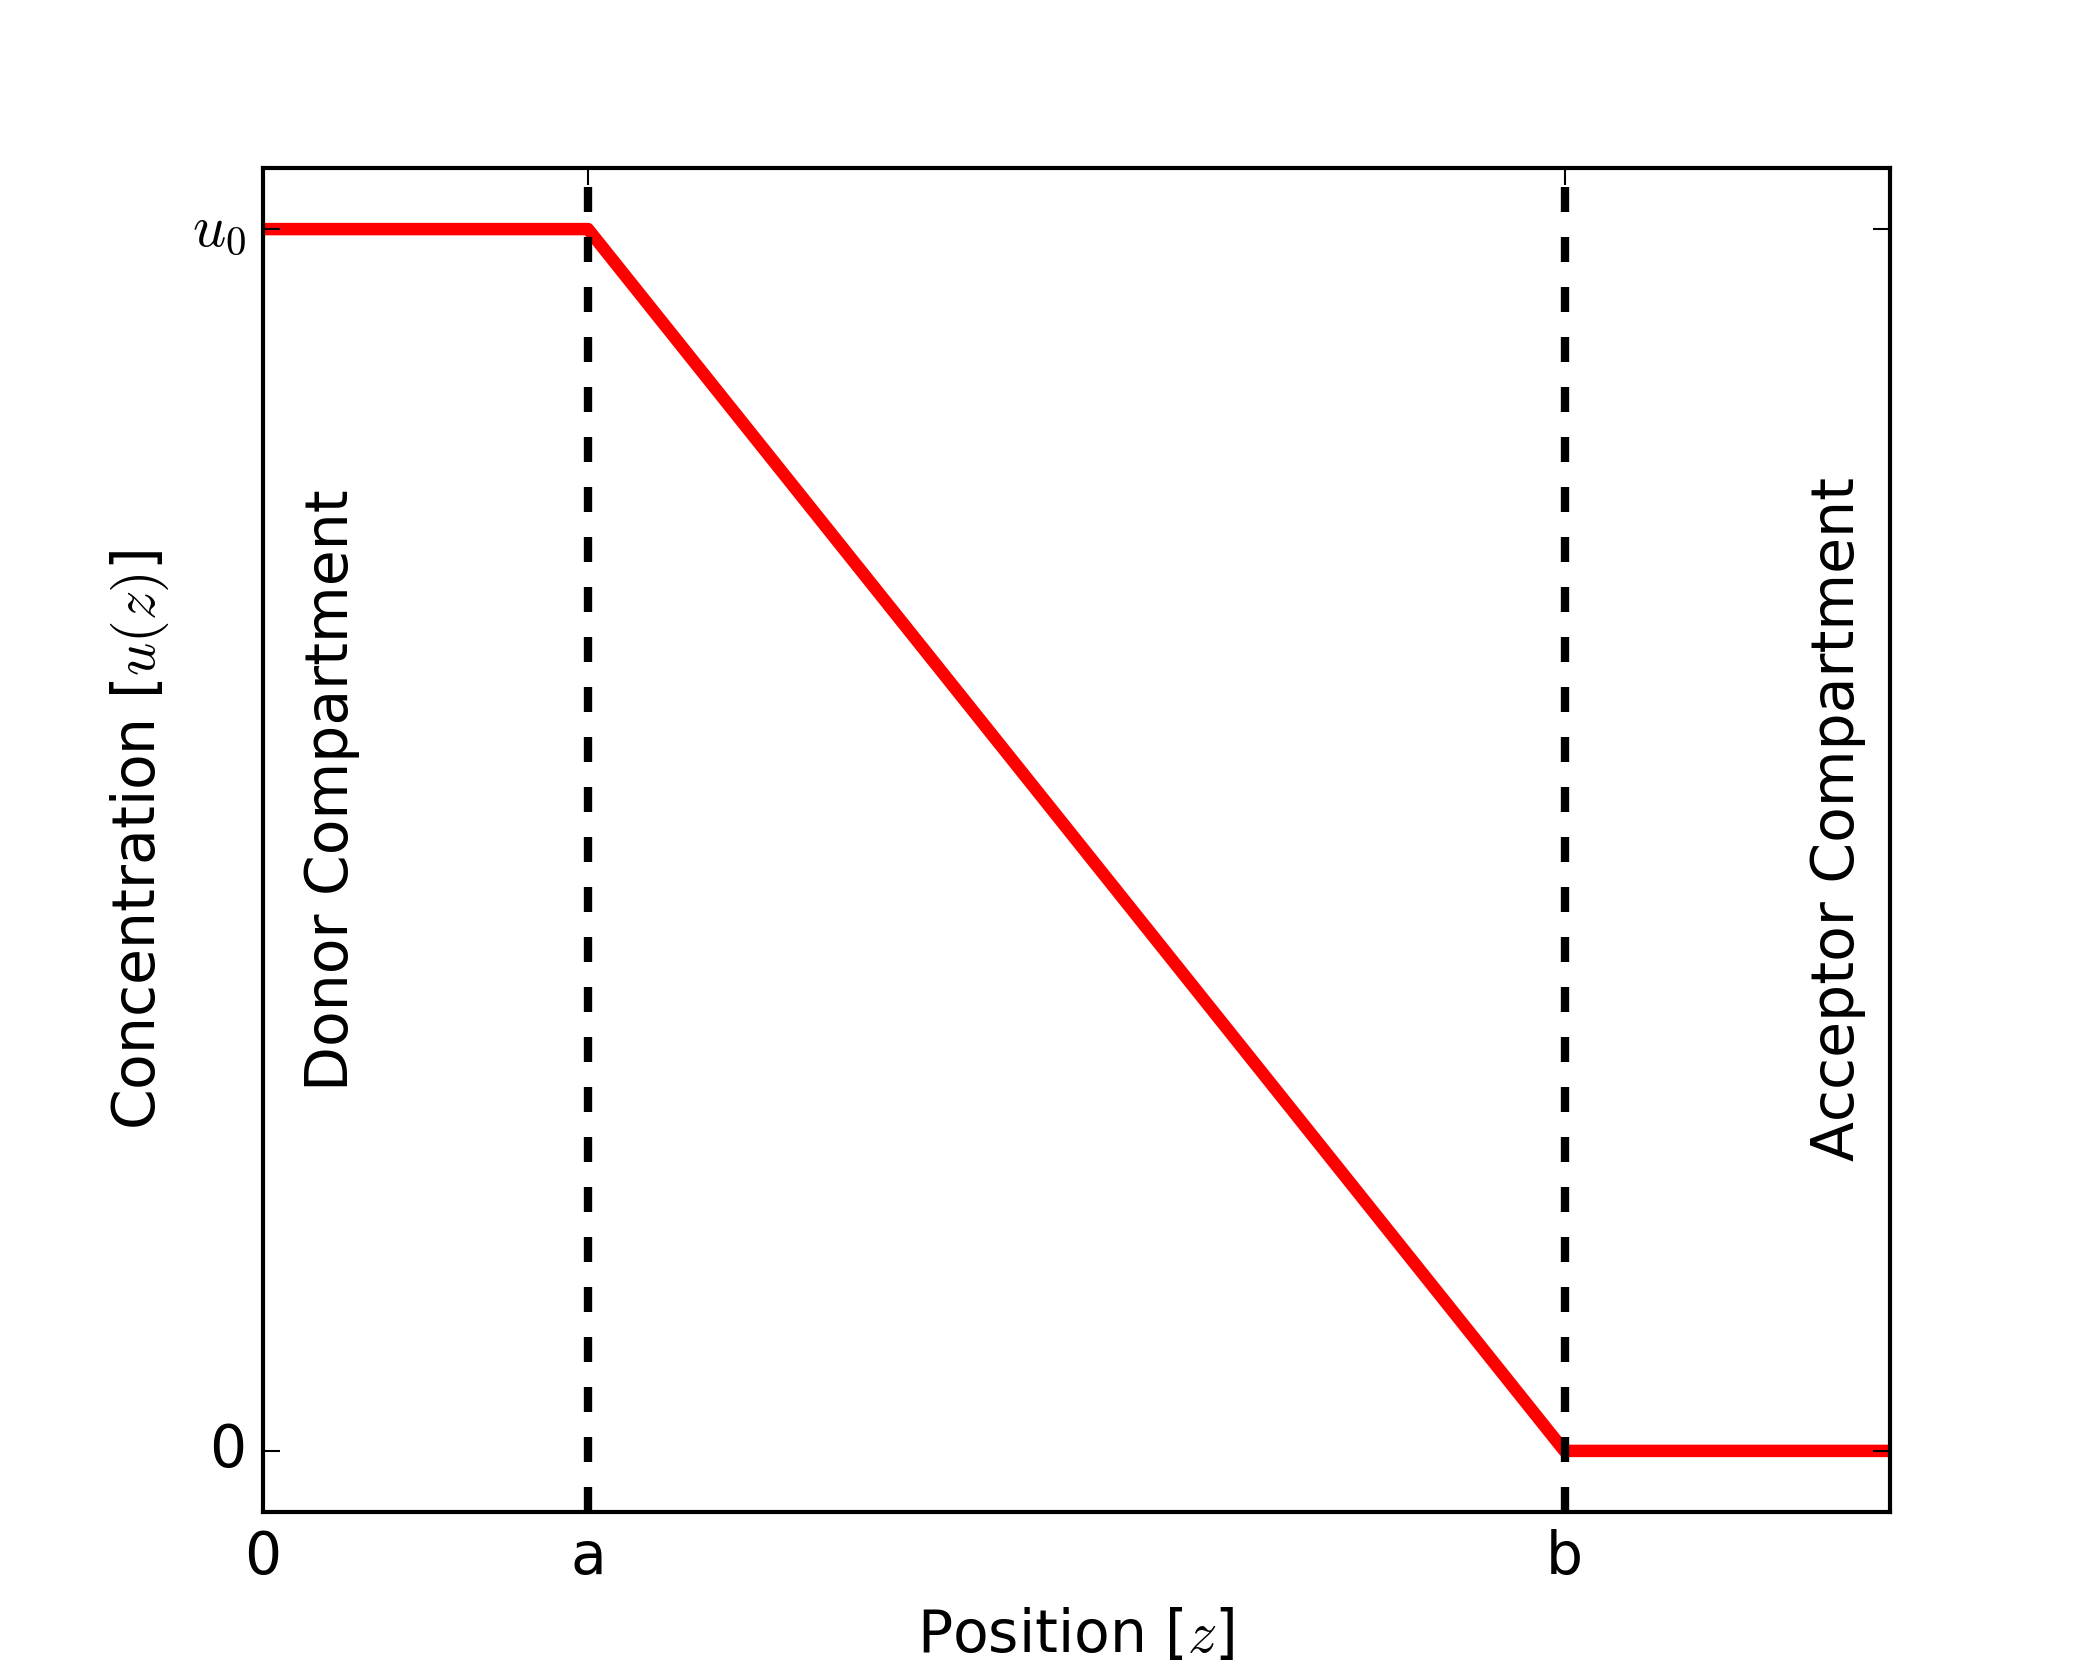 u₀
Concentration [u(z)]
Donor Compartment
Acceptor Compartment
0
0
a
b
Position [z]